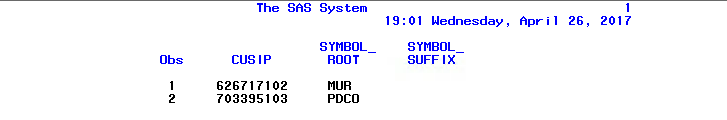 The SAS System 1
19:01 Wednesday, April 26, 2017
SYMBOL_ SYMBOL_
Obs CUSIP ROOT SUFFIX
1 626717102 MUR
2 703395103 PDCO